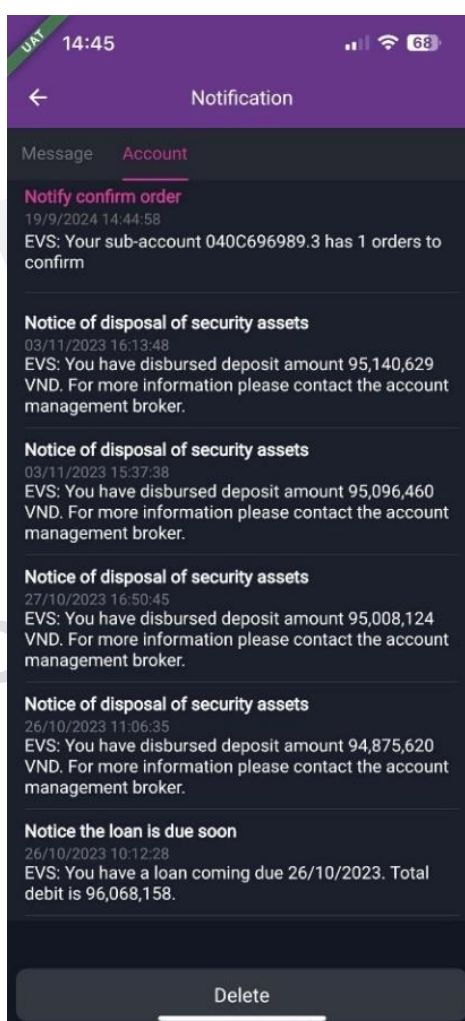 UAT
14:45
68
Notification
Message Account
Notify confirm order
19/9/2024 14:44:58
EVS: Your sub-account 040C696989.3 has 1 orders to
confirm
Notice of disposal of security assets
03/11/2023 16:13:48
EVS: You have disbursed deposit amount 95,140,629
VND. For more information please contact the account
management broker.
Notice of disposal of security assets
03/11/2023 15:37:38
EVS: You have disbursed deposit amount 95,096,460
VND. For more information please contact the account
management broker.
Notice of disposal of security assets
27/10/2023 16:50:45
EVS: You have disbursed deposit amount 95,008,124
VND. For more information please contact the account
management broker.
Notice of disposal of security assets
26/10/2023 11:06:35
EVS: You have disbursed deposit amount 94,875,620
VND. For more information please contact the account
management broker.
Notice the loan is due soon
26/10/2023 10:12:28
EVS: You have a loan coming due 26/10/2023. Total
debit is 96,068,158.
Delete